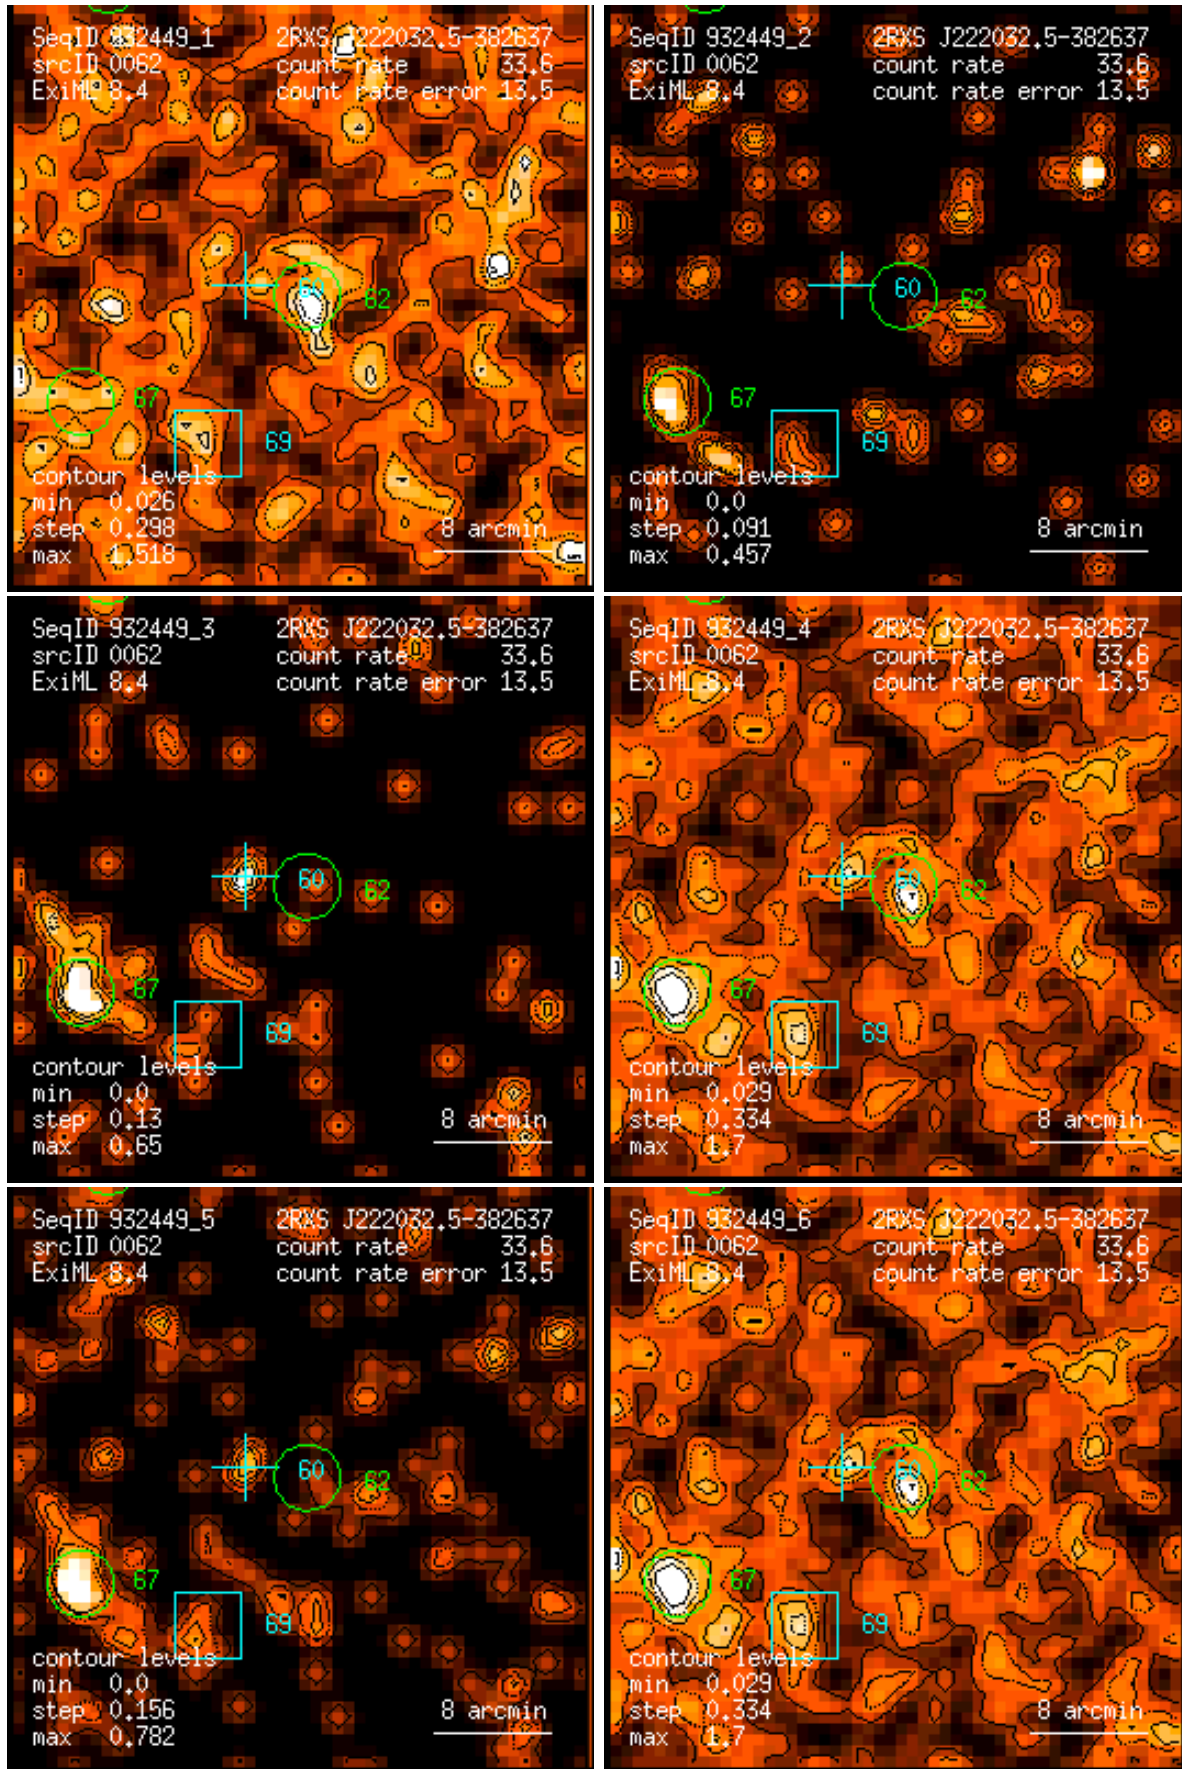 SeqID 932449_1 2RXS J222032.5-382637
srcID 0062 count rate 33.6
ExiML 8.4 count rate error 13.5
60 62
67
69
contour levels
min 0.026
step 0.298 8 arcmin
max 1.518
SeqID 932449_2 2RXS J222032.5-382637
srcID 0062 count rate 33.6
ExiML 8.4 count rate error 13.5
60 62
67
69
contour levels
min 0.0
step 0.091 8 arcmin
max 0.457
SeqID 932449_3 2RXS J222032.5-382637
srcID 0062 count rate 33.6
ExiML 8.4 count rate error 13.5
60 62
67
69
contour levels
min 0.0
step 0.13 8 arcmin
max 0.65
SeqID 932449_4 2RXS J222032.5-382637
srcID 0062 count rate 33.6
ExiML 8.4 count rate error 13.5
60 62
67
69
contour levels
min 0.029
step 0.334 8 arcmin
max 1.7
SeqID 932449_5 2RXS J222032.5-382637
srcID 0062 count rate 33.6
ExiML 8.4 count rate error 13.5
60 62
67
69
contour levels
min 0.0
step 0.156 8 arcmin
max 0.782
SeqID 932449_6 2RXS J222032.5-382637
srcID 0062 count rate 33.6
ExiML 8.4 count rate error 13.5
60 62
67
69
contour levels
min 0.029
step 0.334 8 arcmin
max 1.7